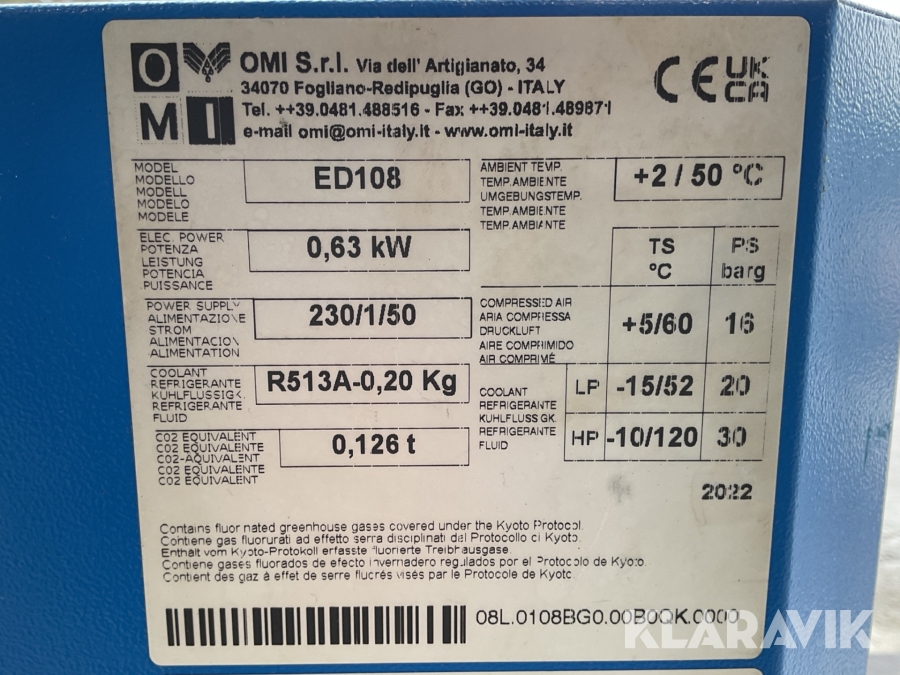 OMI
OMI S.r.l. Via dell' Artigianato, 34
34070 Fogliano-Redipuglia (GO) - ITALY
Tel. ++39.0481.488516 - Fax ++39.0481.489871
e-mail omi@omi-italy.it - www.omi-italy.it
CE UK CA
MODEL
MODELLO
MODELL
MODELO
MODELE
ED108
ELEC. POWER
POTENZA
LEISTUNG
POTENCIA
PUISSANCE
0,63 kW
POWER SUPPLY
ALIMENTAZIONE
STROM
ALIMENTACION
ALIMENTATION
230/1/50
COOLANT
REFRIGERANTE
KUHLFLUSSIGK.
REFRIGERANTE
FLUID
R513A-0,20 Kg
CO2 EQUIVALENT
CO2 EQUIVALENTE
CO2-AQUIVALENT
CO2 EQUIVALENTE
CO2 EQUIVALENT
0,126 t
AMBIENT TEMP.
TEMP.AMBIENTE
UMGEBUNGSTEMP.
TEMP.AMBIENTE
TEMP.AMBIANTE
+2 / 50 °C
TS °C
PS barg
COMPRESSED AIR
ARIA COMPRESSA
DRUCKLUFT
AIRE COMPRIMIDO
AIR COMPRIMÉ
+5/60 16
COOLANT
REFRIGERANTE
KUHLFLUSSIGK.
REFRIGERANTE
FLUID
LP -15/52 20
HP -10/120 30
2022
Contains fluor nated greenhouse gases covered under the Kyoto Protocol.
Contiene gas fluorurati ad effetto serra disciplinati dal Protocollo di Kyoto.
Enthält vom Kyoto-Protokoll erfasste fluorierte Treibhausgase.
Contiene gases fluorados de efecto invernadero regulados por el Protocolo de Kyoto.
Contient des gaz à effet de serre flucrés visés par le Protocole de Kyoto
08L.0108BG0.00B0QK.0000
KLARAVIK